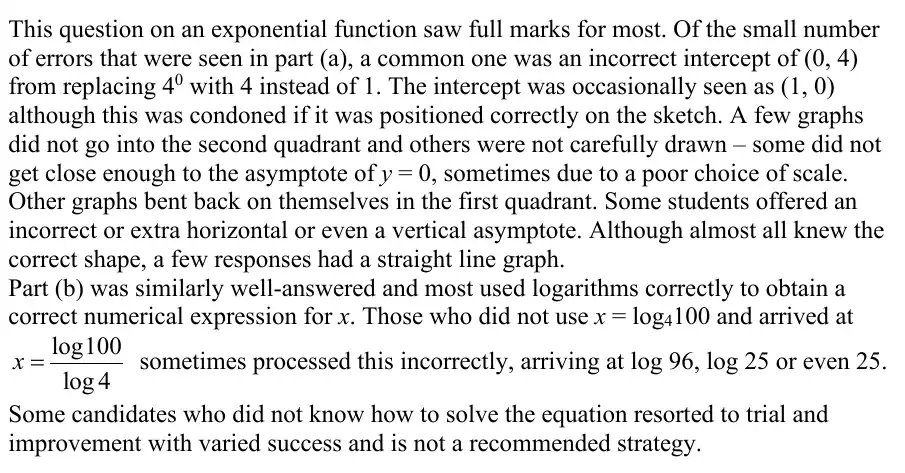 This question on an exponential function saw full marks for most. Of the small number
of errors that were seen in part (a), a common one was an incorrect intercept of (0, 4)
from replacing 4⁰ with 4 instead of 1. The intercept was occasionally seen as (1, 0)
although this was condoned if it was positioned correctly on the sketch. A few graphs
did not go into the second quadrant and others were not carefully drawn – some did not
get close enough to the asymptote of y = 0, sometimes due to a poor choice of scale.
Other graphs bent back on themselves in the first quadrant. Some students offered an
incorrect or extra horizontal or even a vertical asymptote. Although almost all knew the
correct shape, a few responses had a straight line graph.
Part (b) was similarly well-answered and most used logarithms correctly to obtain a
correct numerical expression for x. Those who did not use x = log₄100 and arrived at
x = log100 / log 4 sometimes processed this incorrectly, arriving at log 96, log 25 or even 25.
Some candidates who did not know how to solve the equation resorted to trial and
improvement with varied success and is not a recommended strategy.